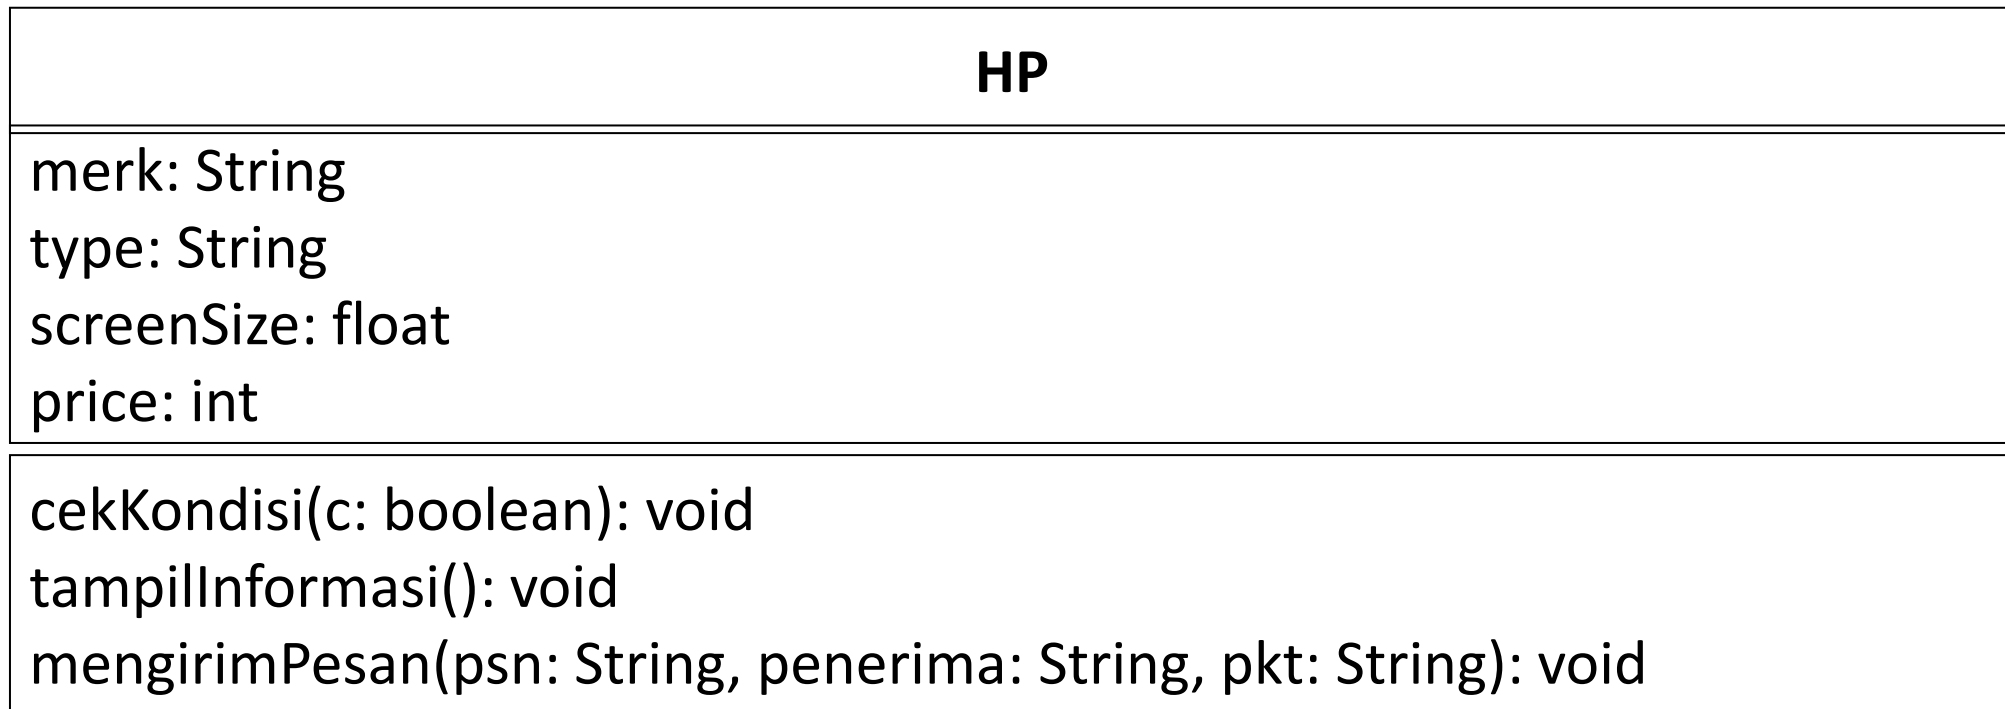 HP
merk: String
type: String
screenSize: float
price: int
cekKondisi(c: boolean): void
tampilInformasi(): void
mengirimPesan(psn: String, penerima: String, pkt: String): void